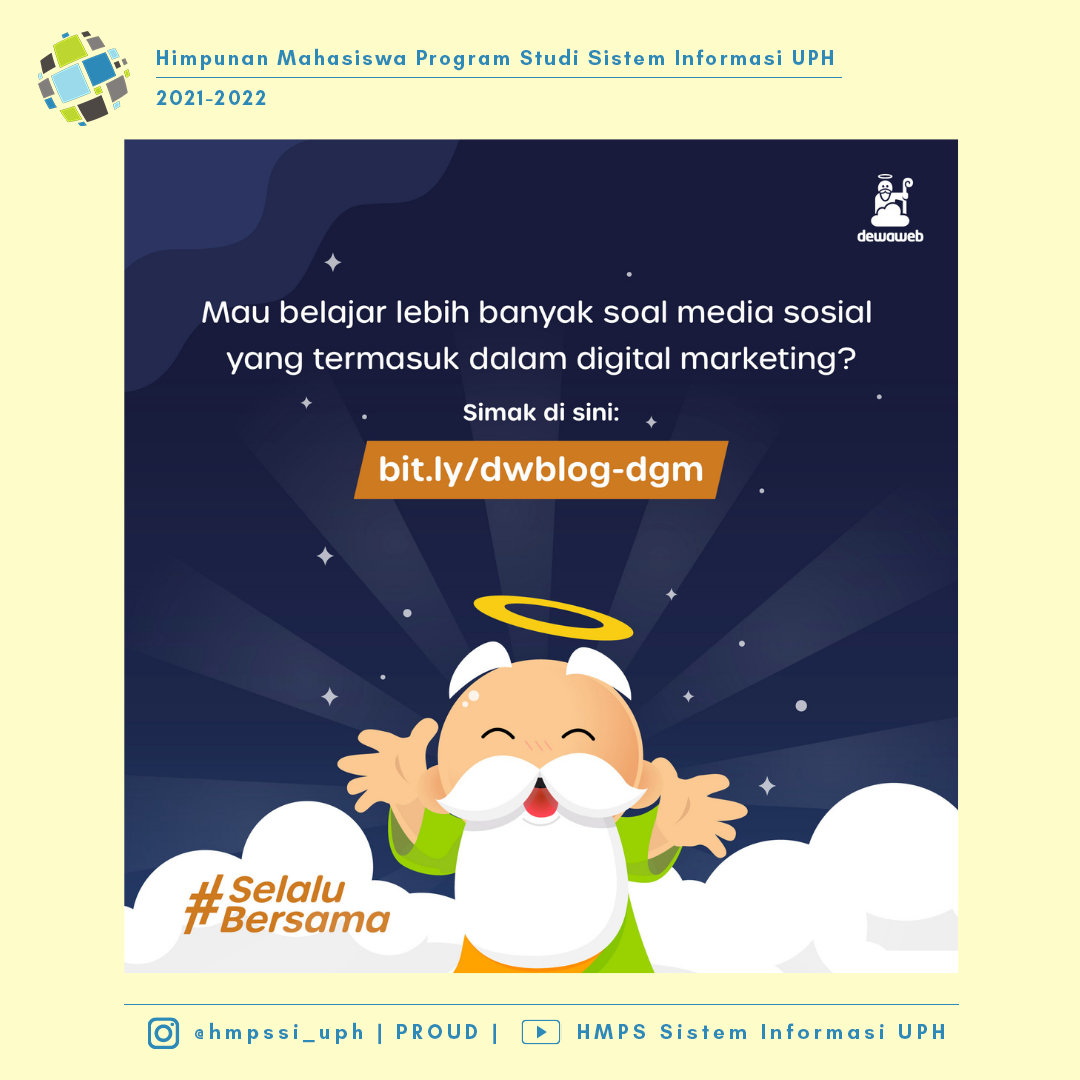 Himpunan Mahasiswa Program Studi Sistem Informasi UPH
2021-2022
dewaweb
Mau belajar lebih banyak soal media sosial
yang termasuk dalam digital marketing?
Simak di sini:
bit.ly/dwblog-dgm
#Selalu
Bersama
@hmpssi_uph | PROUD | HMPS Sistem Informasi UPH